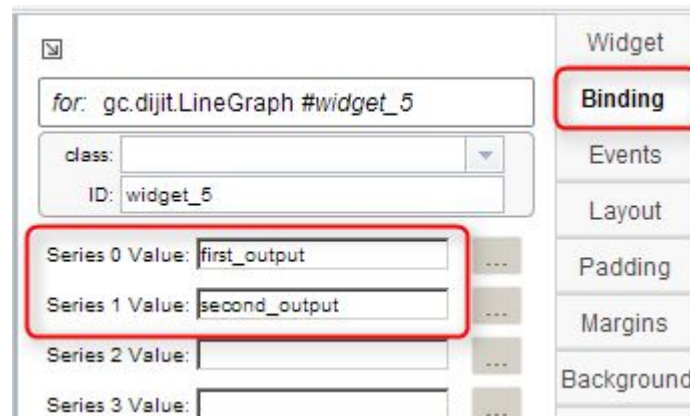 for: gc.dijit.LineGraph #widget_5
class:
ID: widget_5
Series 0 Value: first_output ...
Series 1 Value: second_output ...
Series 2 Value: ...
Series 3 Value: ...
Widget
Binding
Events
Layout
Padding
Margins
Background